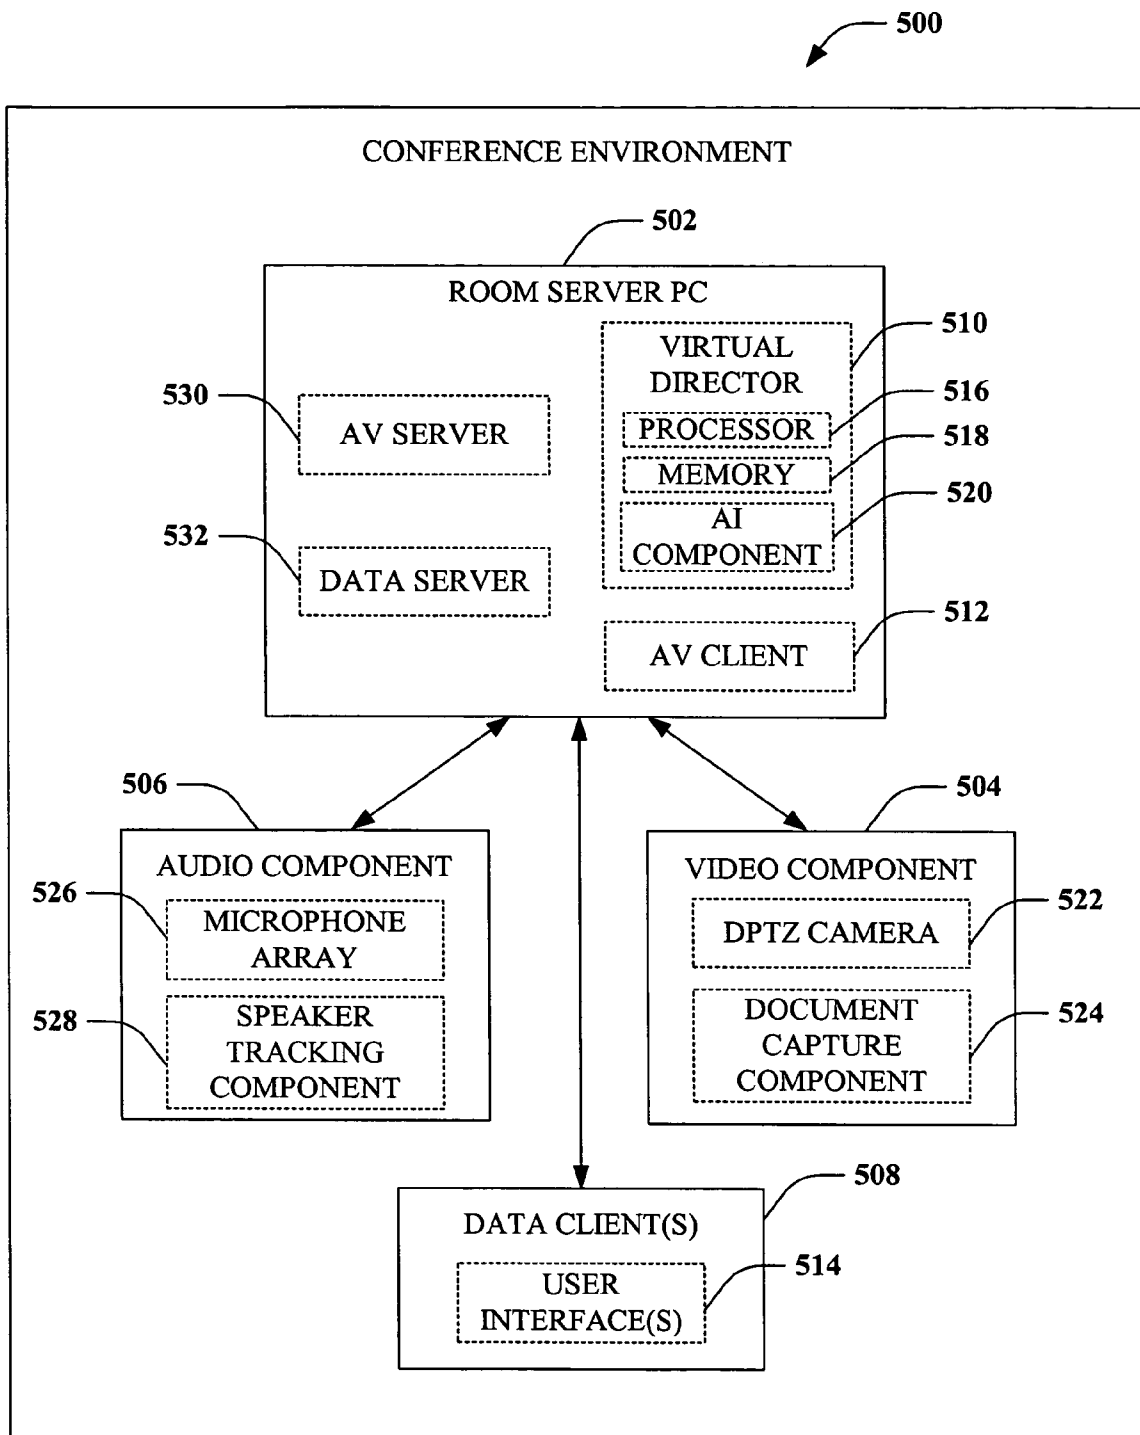 500
CONFERENCE ENVIRONMENT
502
ROOM SERVER PC
510
VIRTUAL
DIRECTOR
530
516
AV SERVER
PROCESSOR
518
MEMORY
520
AI
COMPONENT
532
DATA SERVER
512
AV CLIENT
506
504
AUDIO COMPONENT
526
MICROPHONE
ARRAY
528
SPEAKER
TRACKING
COMPONENT
VIDEO COMPONENT
522
DPTZ CAMERA
DOCUMENT
CAPTURE
COMPONENT
524
508
DATA CLIENT(S)
514
USER
INTERFACE(S)